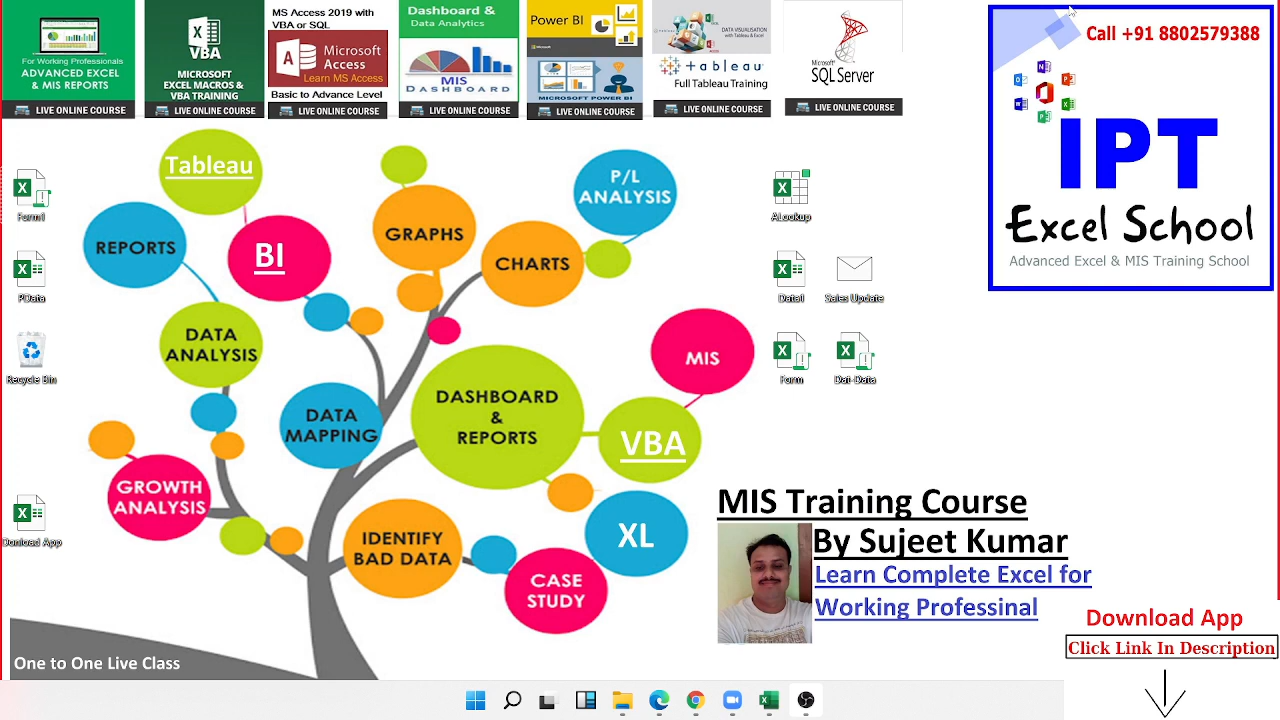 For Working Professionals
ADVANCED EXCEL
& MIS REPORTS
LIVE ONLINE COURSE
VBA
MICROSOFT
EXCEL MACROS &
VBA TRAINING
LIVE ONLINE COURSE
MS Access 2019 with
VBA or SQL
Microsoft
Access
Learn MS Access
Basic to Advance Level
LIVE ONLINE COURSE
Dashboard &
Data Analytics
MIS
DASHBOARD
LIVE ONLINE COURSE
Power BI
MICROSOFT POWER BI
LIVE ONLINE COURSE
DATA VISUALISATION
with Tableau & Excel
+ableau
Full Tableau Training
LIVE ONLINE COURSE
Microsoft
SQL Server
LIVE ONLINE COURSE
Call +91 8802579388
IPT
Excel School
Advanced Excel & MIS Training School
Form1
PData
Recycle Bin
Donload App
ALookup
Data1
Sales Update
Form
Dat-Data
Tableau
REPORTS
BI
GRAPHS
P/L
ANALYSIS
CHARTS
DATA
ANALYSIS
MIS
DATA
MAPPING
DASHBOARD
&
REPORTS
VBA
GROWTH
ANALYSIS
IDENTIFY
BAD DATA
XL
CASE
STUDY
MIS Training Course
By Sujeet Kumar
Learn Complete Excel for
Working Professinal
Download App
Click Link In Description
One to One Live Class